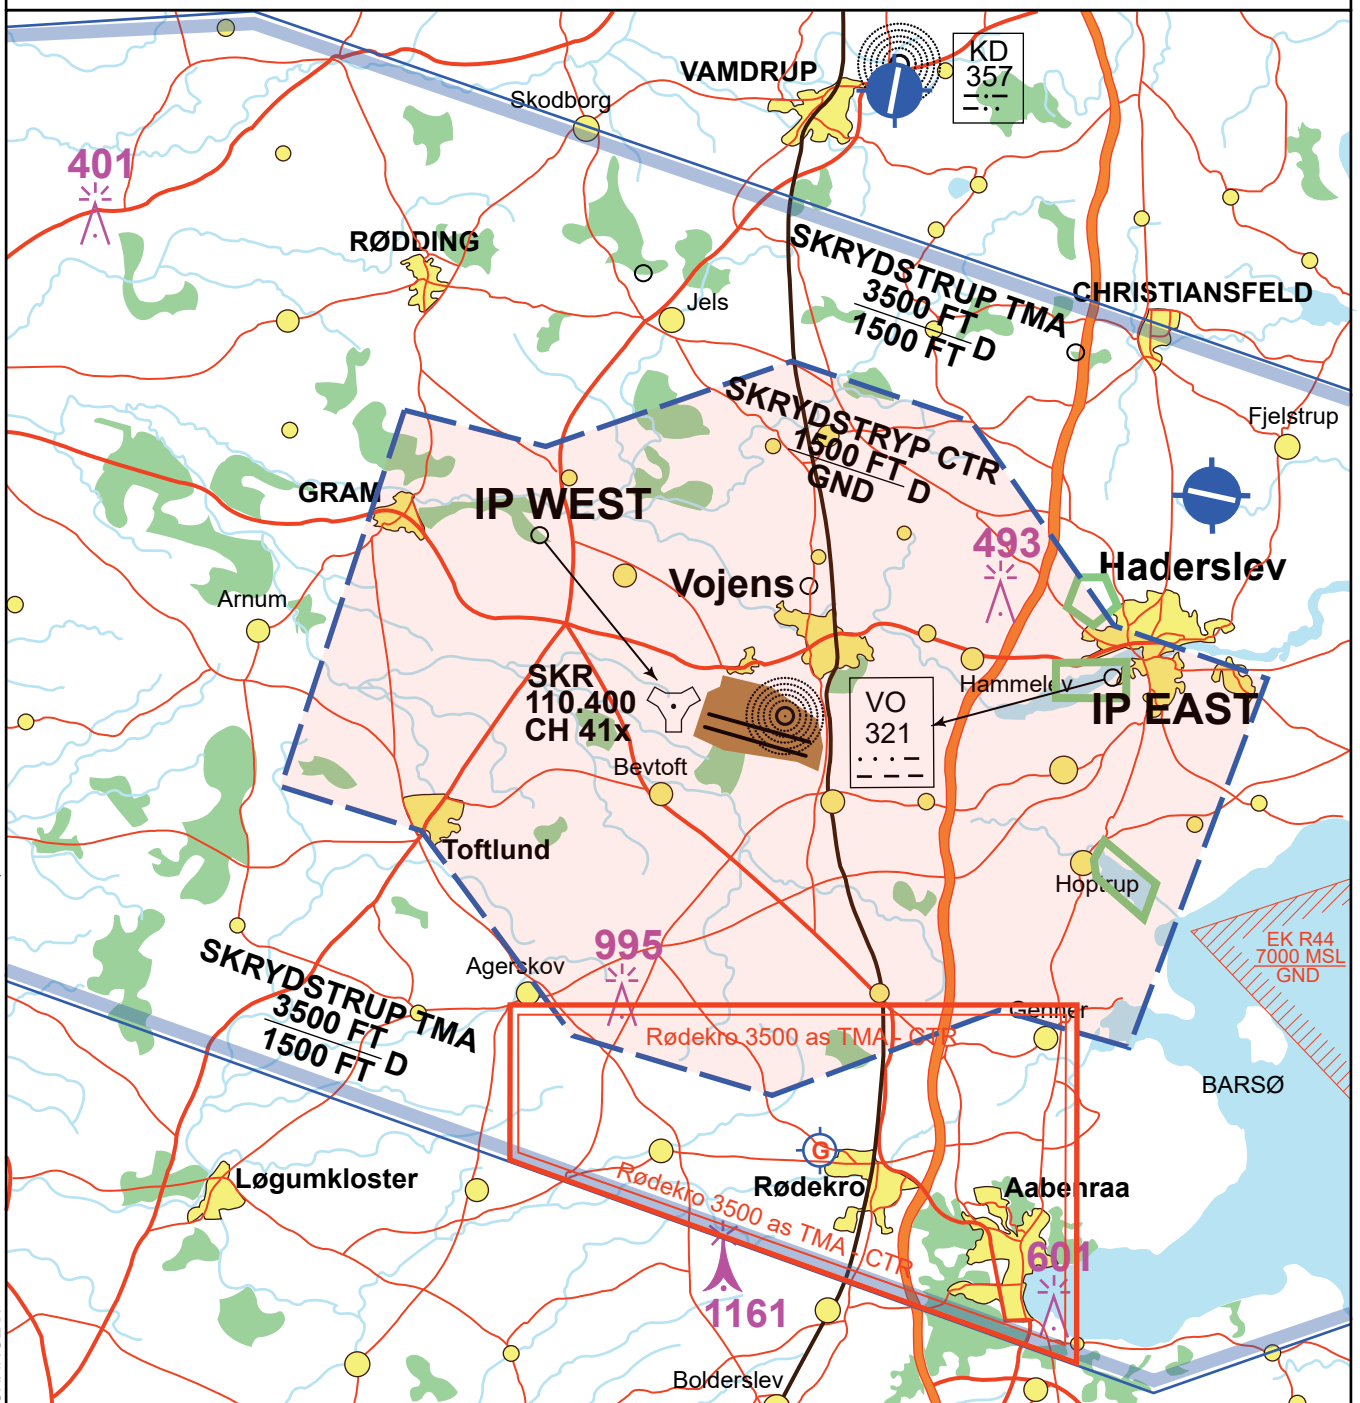 KD
357
VAMDRUP
Skodborg
401
RØDDING
SKRYDSTRUP TMA
3500 FT
1500 FT D
CHRISTIANSFELD
Jels
SKRYDSTRYP CTR
1500 FT
GND D
Fjelstrup
GRAM
IP WEST
493
Haderslev
Vojens
Arnum
SKR
110.400
CH 41x
Hammelev
VO
321
IP EAST
Bevtoft
Toftlund
Hoptrup
995
EK R44
7000 MSL
GND
SKRYDSTRUP TMA
3500 FT
1500 FT D
Agerskov
Genner
Rødekro 3500 as TMA - CTR
BARSØ
G
Løgumkloster
Rødekro
Aabenraa
Rødekro 3500 as TMA - CTR
601
1161
Bolderslev